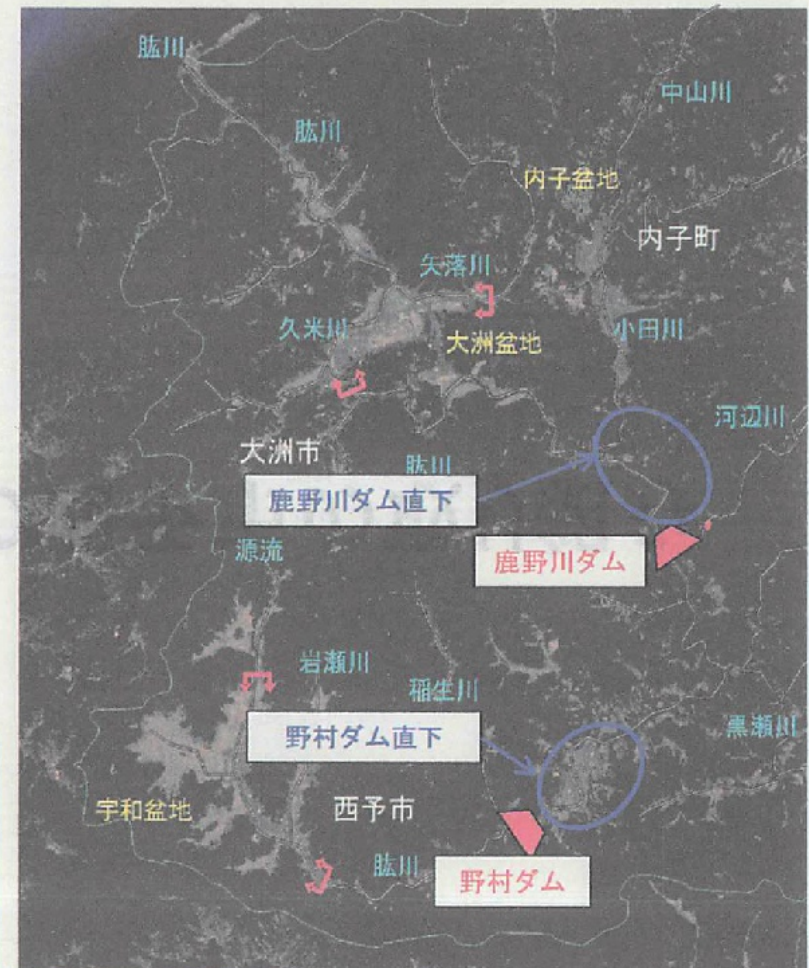 肱川
中山川
肱川
内子盆地
内子町
矢落川
久米川
大洲盆地
小田川
河辺川
大洲市
肱川
鹿野川ダム直下
鹿野川ダム
源流
岩瀬川
稲生川
野村ダム直下
黒瀬川
宇和盆地
西予市
肱川
野村ダム